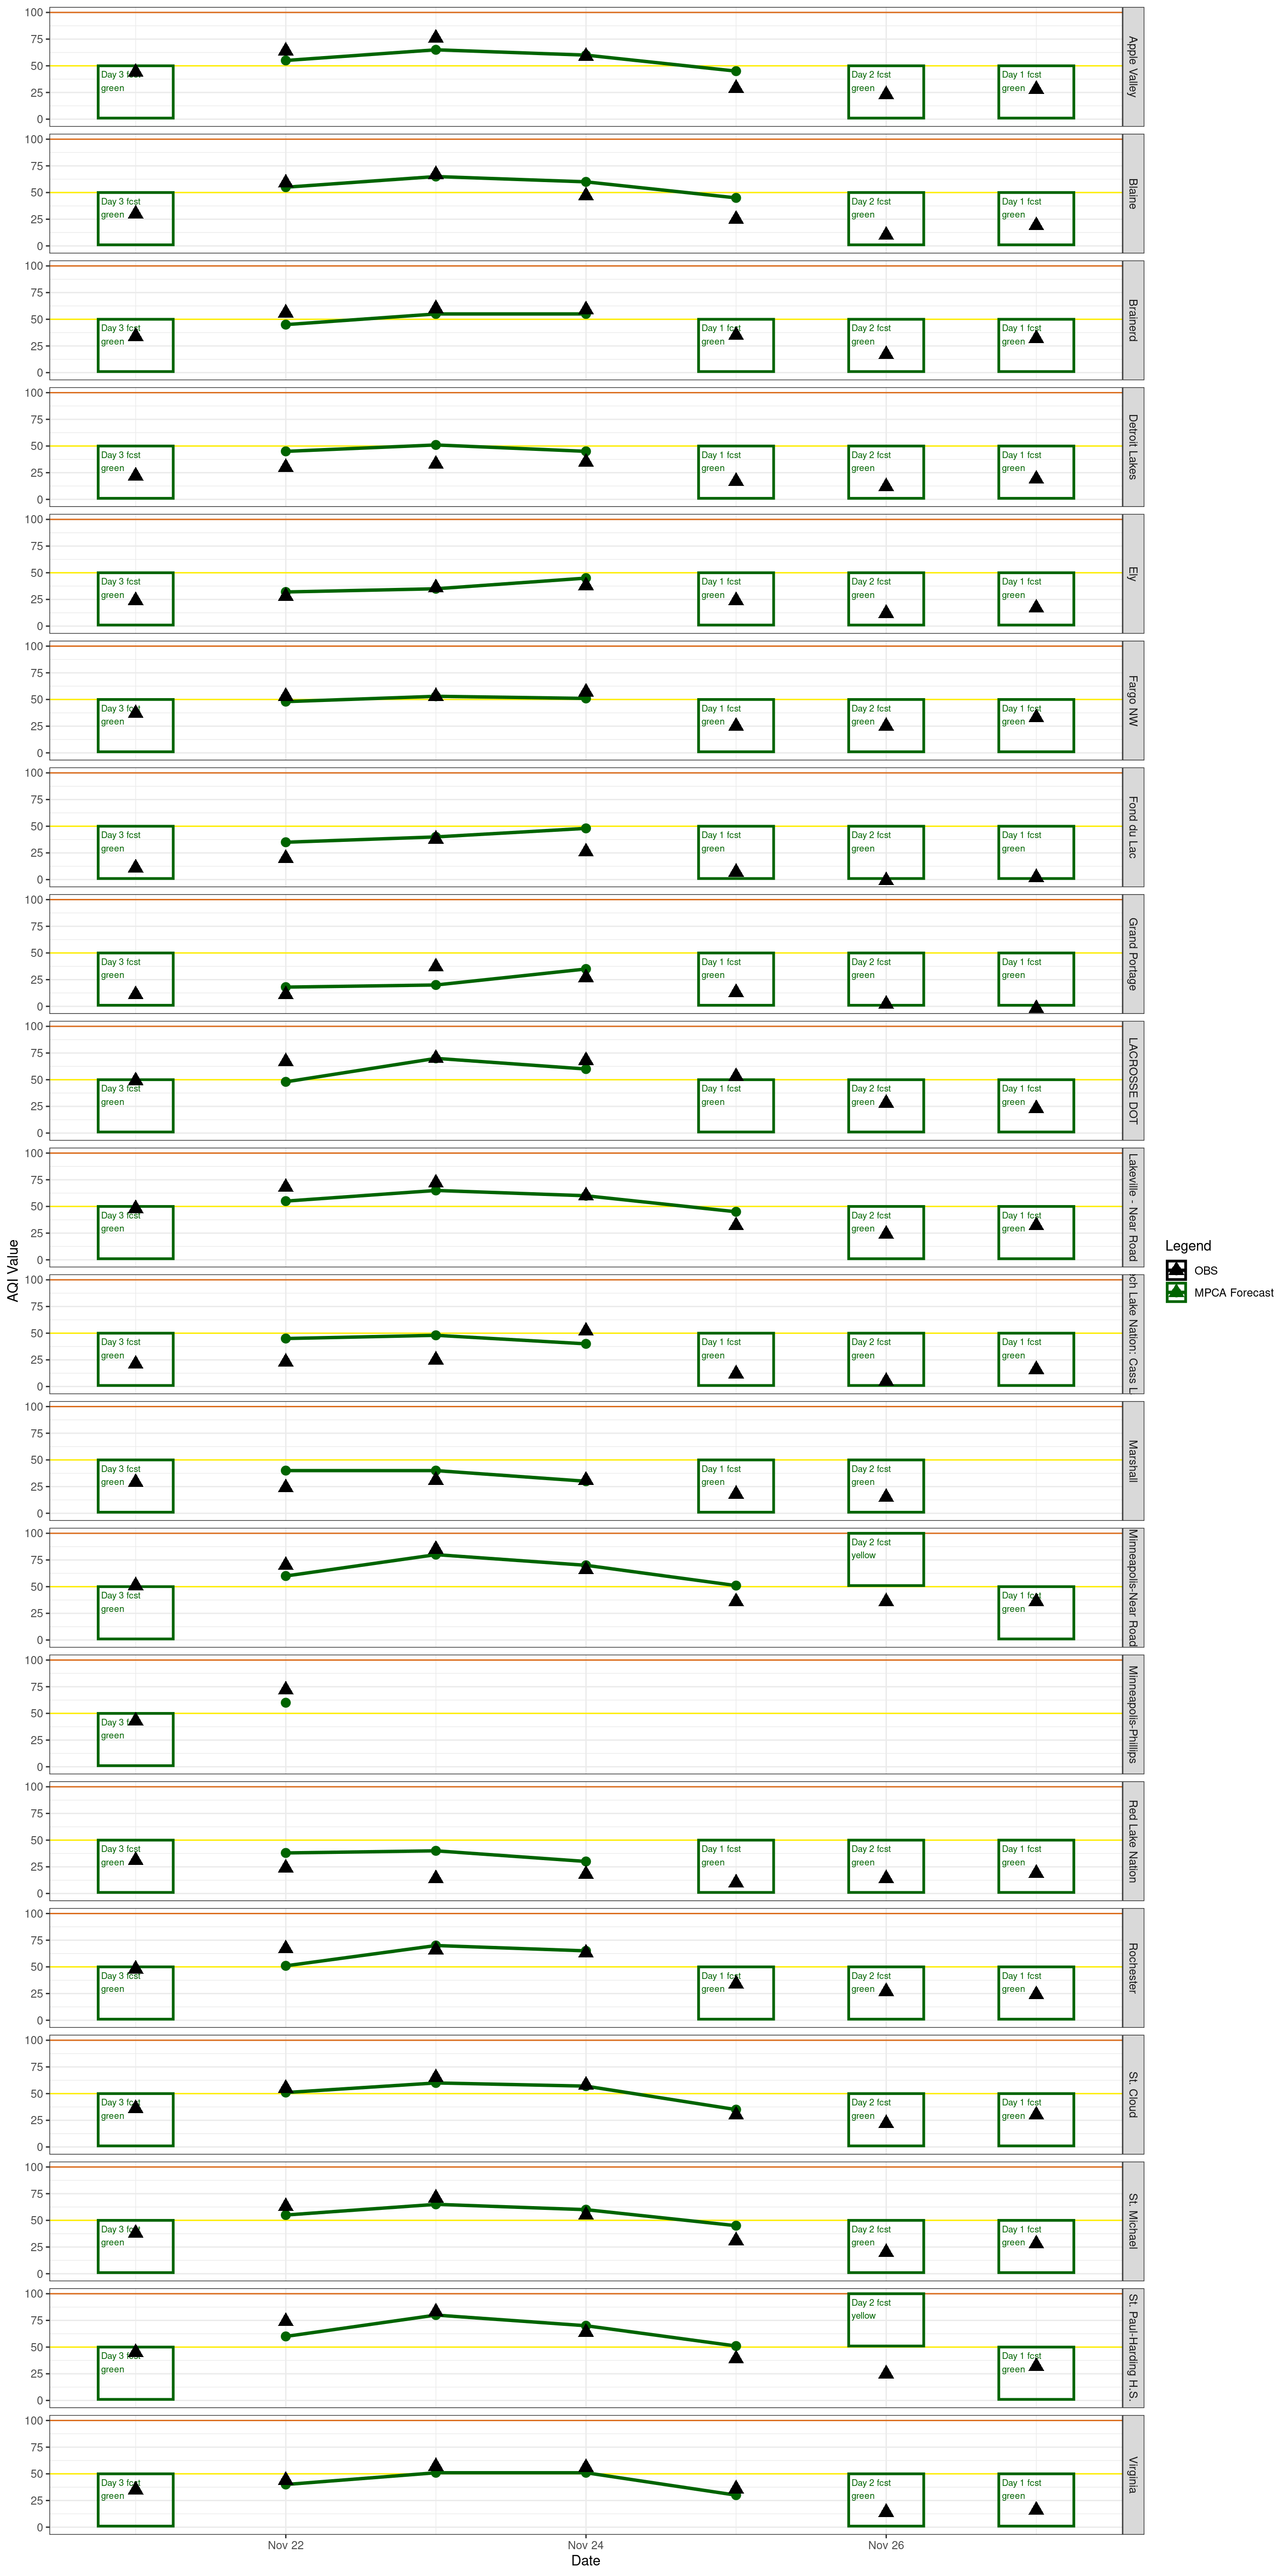 100
75
50
25
0
Day 3 fcst
green
Day 2 fcst
green
Day 1 fcst
green
Apple Valley
100
75
50
25
0
Day 3 fcst
green
Day 2 fcst
green
Day 1 fcst
green
Blaine
100
75
50
25
0
Day 3 fcst
green
Day 1 fcst
green
Day 2 fcst
green
Day 1 fcst
green
Brainerd
100
75
50
25
0
Day 3 fcst
green
Day 1 fcst
green
Day 2 fcst
green
Day 1 fcst
green
Detroit Lakes
100
75
50
25
0
Day 3 fcst
green
Day 1 fcst
green
Day 2 fcst
green
Day 1 fcst
green
Ely
100
75
50
25
0
Day 3 fcst
green
Day 1 fcst
green
Day 2 fcst
green
Day 1 fcst
green
Fargo NW
100
75
50
25
0
Day 3 fcst
green
Day 1 fcst
green
Day 2 fcst
green
Day 1 fcst
green
Fond du Lac
100
75
50
25
0
Day 3 fcst
green
Day 1 fcst
green
Day 2 fcst
green
Day 1 fcst
green
Grand Portage
100
75
50
25
0
Day 3 fcst
green
Day 1 fcst
green
Day 2 fcst
green
Day 1 fcst
green
LACROSSE DOT
100
75
50
25
0
Day 3 fcst
green
Day 2 fcst
green
Day 1 fcst
green
Lakeville - Near Road
100
75
50
25
0
Day 3 fcst
green
Day 1 fcst
green
Day 2 fcst
green
Day 1 fcst
green
ch Lake Nation: Cass L
100
75
50
25
0
Day 3 fcst
green
Day 1 fcst
green
Day 2 fcst
green
Marshall
100
75
50
25
0
Day 3 fcst
green
Day 2 fcst
yellow
Day 1 fcst
green
Minneapolis-Near Road
100
75
50
25
0
Day 3 fcst
green
Minneapolis-Phillips
100
75
50
25
0
Day 3 fcst
green
Day 1 fcst
green
Day 2 fcst
green
Day 1 fcst
green
Red Lake Nation
100
75
50
25
0
Day 3 fcst
green
Day 1 fcst
green
Day 2 fcst
green
Day 1 fcst
green
Rochester
100
75
50
25
0
Day 3 fcst
green
Day 2 fcst
green
Day 1 fcst
green
St. Cloud
100
75
50
25
0
Day 3 fcst
green
Day 2 fcst
green
Day 1 fcst
green
St. Michael
100
75
50
25
0
Day 3 fcst
green
Day 2 fcst
yellow
Day 1 fcst
green
St. Paul-Harding H.S.
100
75
50
25
0
Day 3 fcst
green
Day 2 fcst
green
Day 1 fcst
green
Virginia
Nov 22
Nov 24
Nov 26
Date
AQI Value
Legend
OBS
MPCA Forecast